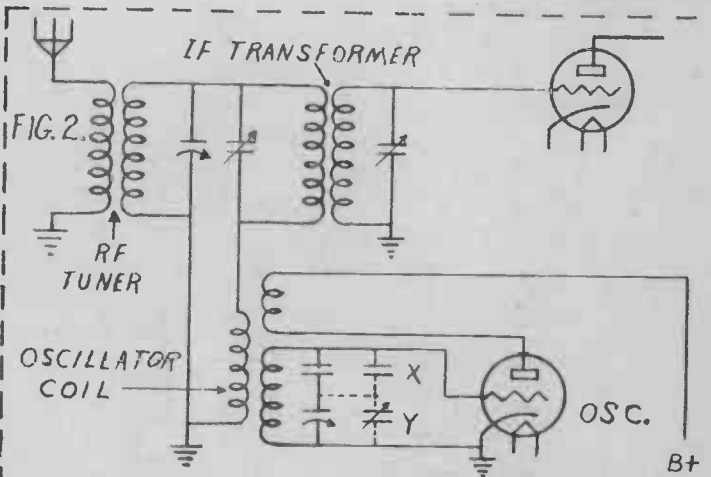 IF TRANSFORMER
FIG. 2.
RF
TUNER
OSCILLATOR
COIL
X
Y
OSC.
B+